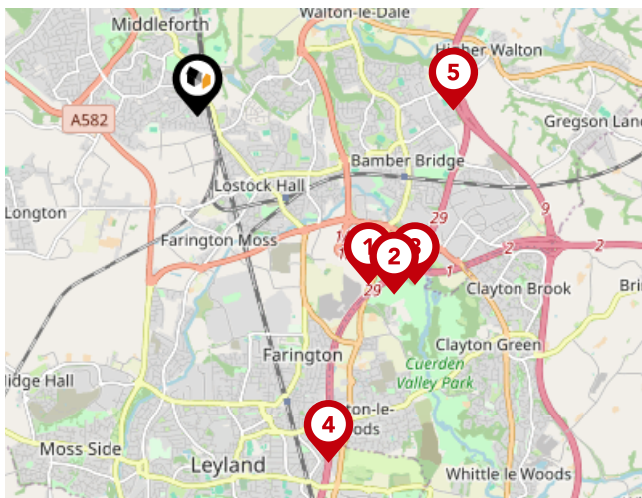 Middleforth
Walton-le-Dale
Higher Walton
5
A582
Gregson Lane
Bamber Bridge
Lostock Hall
Longton
29
9
Farington Moss
1
2
3
2
2
1
29
Clayton Brook
Farington
Clayton Green
Cuerden
Valley Park
Midge Hall
4
Moss Side
Leyland
Whittle le Woods